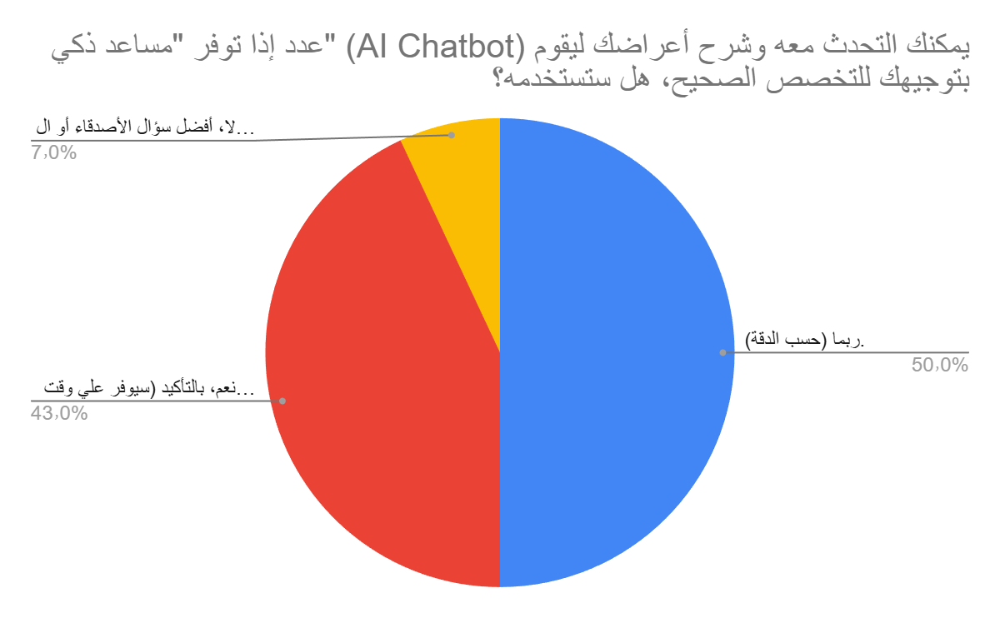 يمكنك التحدث معه وشرح أعراضك ليقوم (AI Chatbot) "عدد إذا توفر "مساعد ذكي
بتوجيهك للتخصص الصحيح، هل ستستخدمه؟
لا، أفضل سؤال الأصدقاء أو ال...
7,0%
ربما (حسب الدقة).
50,0%
نعم، بالتأكيد (سيوفر علي وقت...
43,0%